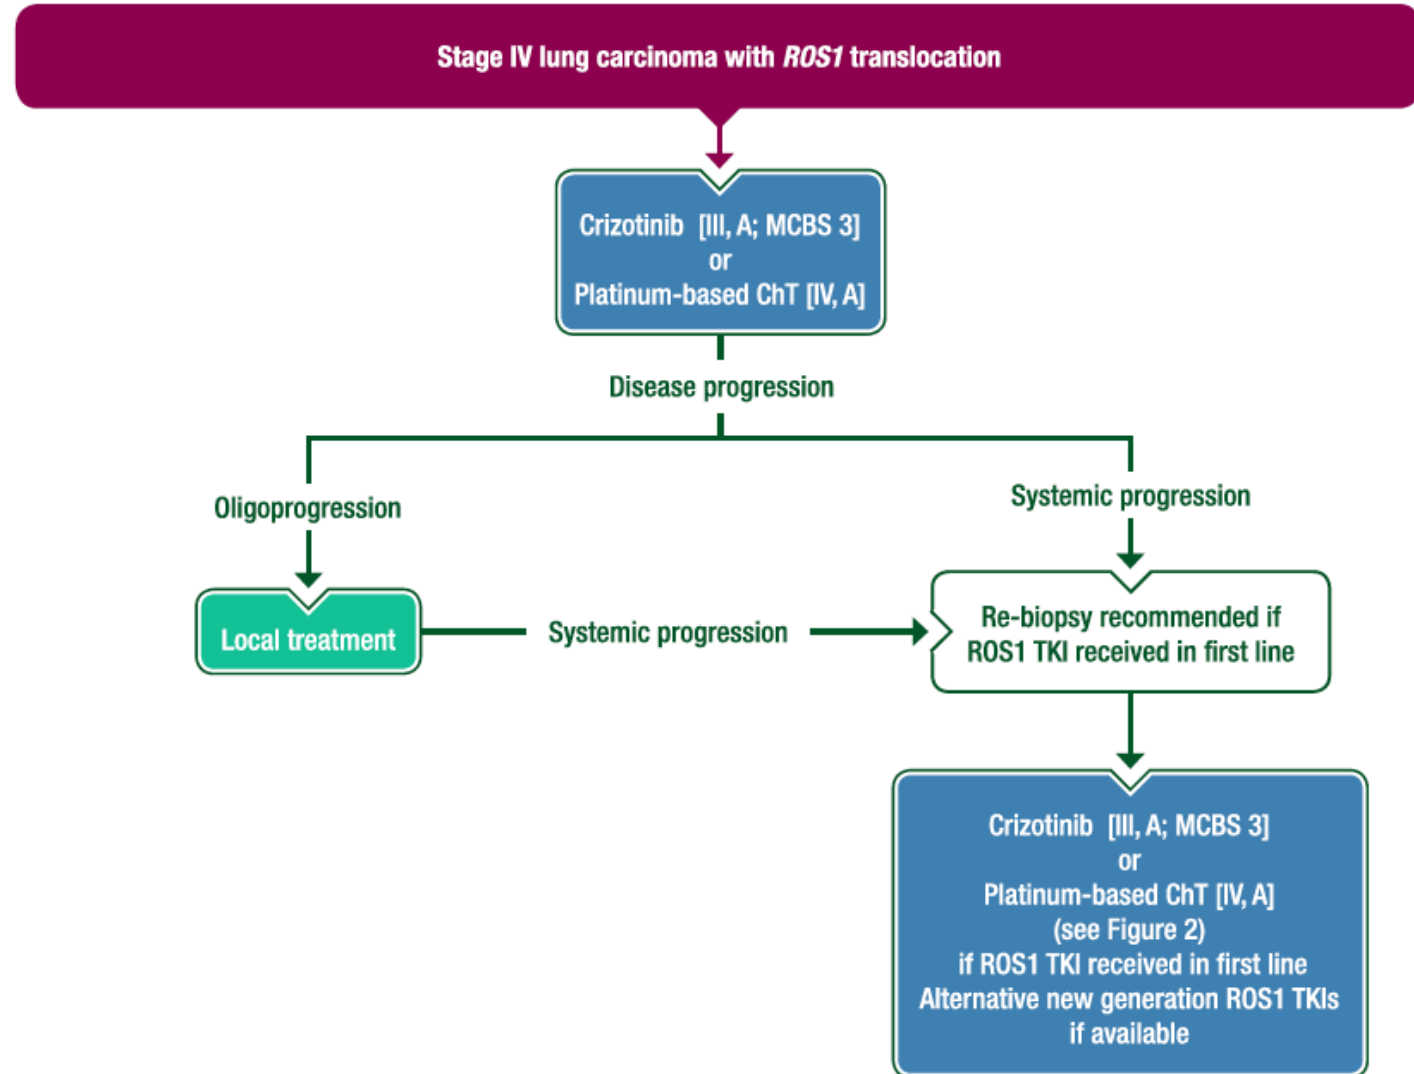 Stage IV lung carcinoma with ROS1 translocation
Crizotinib [III, A; MCBS 3]
or
Platinum-based ChT [IV, A]
Disease progression
Oligoprogression
Systemic progression
Local treatment
Systemic progression
Re-biopsy recommended if
ROS1 TKI received in first line
Crizotinib [III, A; MCBS 3]
or
Platinum-based ChT [IV, A]
(see Figure 2)
if ROS1 TKI received in first line
Alternative new generation ROS1 TKIs
if available